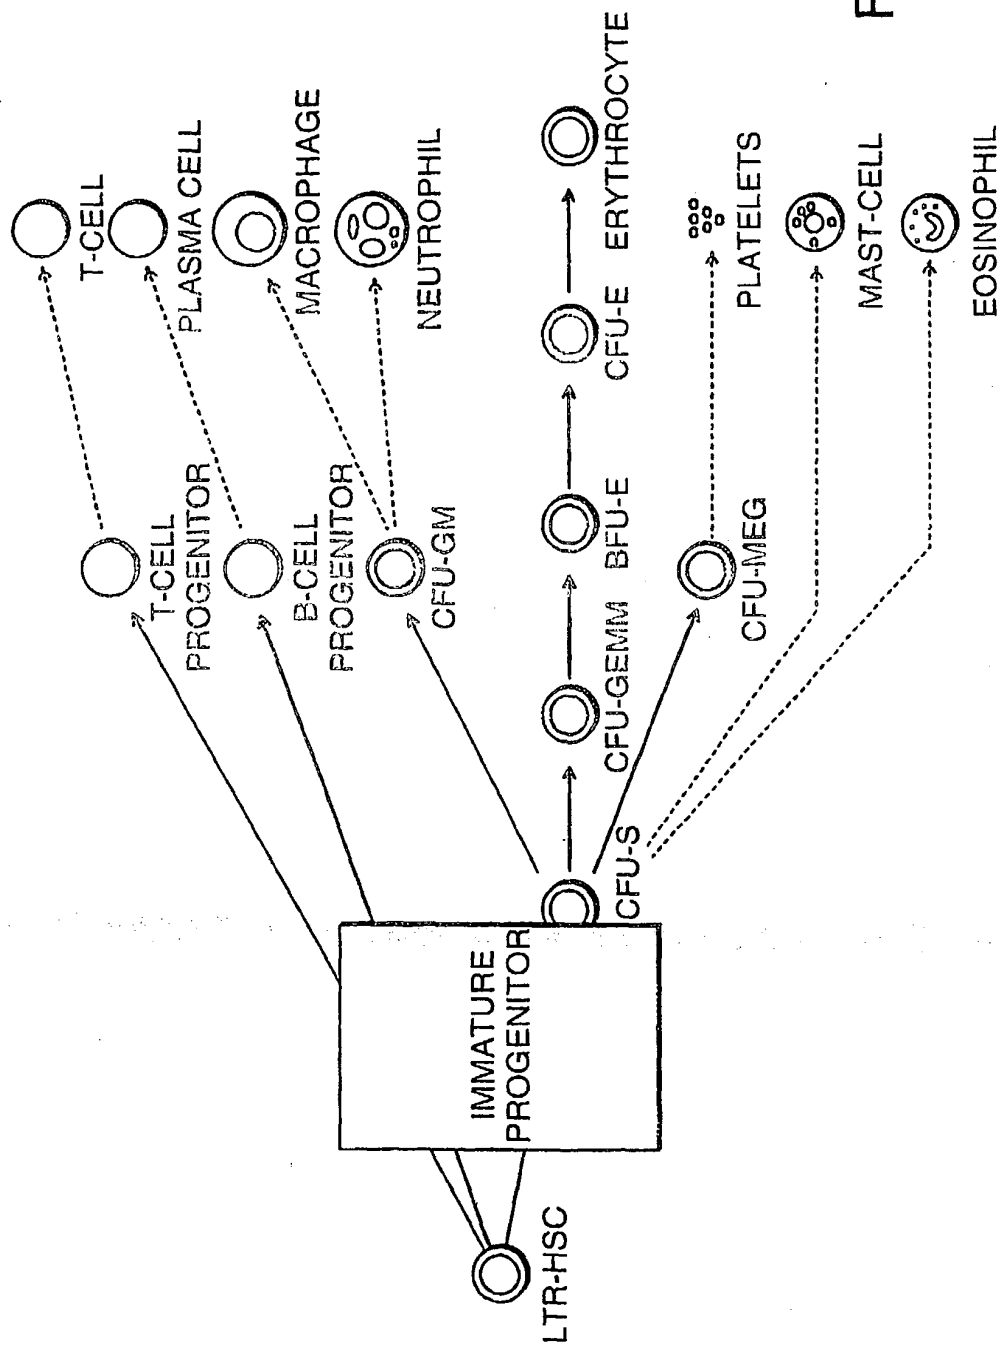 LTR-HSC
IMMATURE
PROGENITOR
CFU-S
T-CELL
PROGENITOR
B-CELL
PROGENITOR
CFU-GM
CFU-GEMM
BFU-E
CFU-E
ERYTHROCYTE
CFU-MEG
T-CELL
PLASMA CELL
MACROPHAGE
NEUTROPHIL
PLATELETS
MAST-CELL
EOSINOPHIL
F